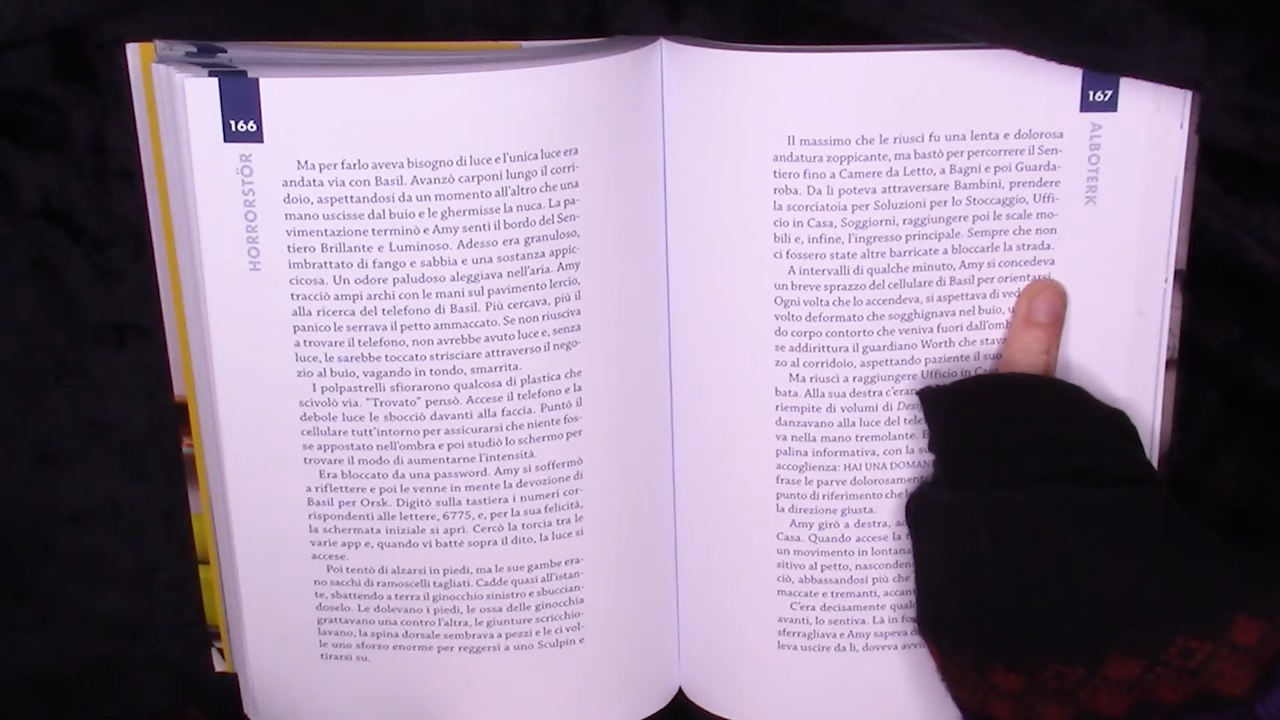 166
HORRORSTÖR
Ma per farlo aveva bisogno di luce e l'unica luce era
andata via con Basil. Avanzò carponi lungo il corri-
doio, aspettandosi da un momento all'altro che una
mano uscisse dal buio e le ghermisse la nuca. La pa-
vimentazione terminò e Amy sentì il bordo del Sen-
tiero Brillante e Luminoso. Adesso era granuloso,
imbrattato di fango e sabbia e una sostanza appic-
cicosa. Un odore paludoso aleggiava nell'aria. Amy
tracciò ampi archi con le mani sul pavimento lercio,
alla ricerca del telefono di Basil. Più cercava, più il
panico le serrava il petto ammaccato. Se non riusciva
a trovare il telefono, non avrebbe avuto luce e, senza
luce, le sarebbe toccato strisciare attraverso il nego-
zio al buio, vagando in tondo, smarrita.
I polpastrelli sfiorarono qualcosa di plastica che
scivolò via. "Trovato" pensò. Accese il telefono e la
debole luce le sbocciò davanti alla faccia. Puntò il
cellulare tutt'intorno per assicurarsi che niente fos-
se appostato nell'ombra e poi studiò lo schermo per
trovare il modo di aumentarne l'intensità.
Era bloccato da una password. Amy si soffermò
a riflettere e poi le venne in mente la devozione di
Basil per Orsk. Digitò sulla tastiera i numeri cor-
rispondenti alle lettere, 6775, e, per la sua felicità,
la schermata iniziale si aprì. Cercò la torcia tra le
varie app e, quando vi batté sopra il dito, la luce si
accese.
Poi tentò di alzarsi in piedi, ma le sue gambe era-
no sacchi di ramoscelli tagliati. Cadde quasi all'istan-
te, sbattendo a terra il ginocchio sinistro e sbuccian-
doselo. Le dolevano i piedi, le ossa delle ginocchia
grattavano una contro l'altra, le giunture scricchio-
lavano, la spina dorsale sembrava a pezzi e le ci vol-
le uno sforzo enorme per reggersi a uno Sculpin e
tirarsi su.
167
ALBOTERK
Il massimo che le riuscì fu una lenta e dolorosa
andatura zoppicante, ma bastò per percorrere il Sen-
tiero fino a Camere da Letto, a Bagni e poi Guarda-
roba. Da lì poteva attraversare Bambini, prendere
la scorciatoia per Soluzioni per lo Stoccaggio, Uffi-
cio in Casa, Soggiorni, raggiungere poi le scale mo-
bili e, infine, l'ingresso principale. Sempre che non
ci fossero state altre barricate a bloccarle la strada.
A intervalli di qualche minuto, Amy si concedeva
un breve sprazzo del cellulare di Basil per orientarsi.
Ogni volta che lo accendeva, si aspettava di
volto deformato che sogghignava nel buio,
do corpo contorto che veniva fuori
se addirittura il guardiano Worth che
zo al corridoio, aspettando paziente il suo
Ma riuscì a raggiungere Ufficio in
bata. Alla sua destra
riempite di volumi di
danzavano alla luce del
va nella mano tremolante.
palina informativa, con la
accoglienza: HAI UNA
frase le parve
punto di riferimento che
la direzione giusta.
Amy girò a destra,
Casa. Quando accese la
un movimento in
sitivo al petto,
ciò, abbassandosi più che
maccate e tremanti,
C'era decisamente
avanti, lo sentiva. Là in
sferragliava e Amy sapeva
leva uscire da lì, doveva